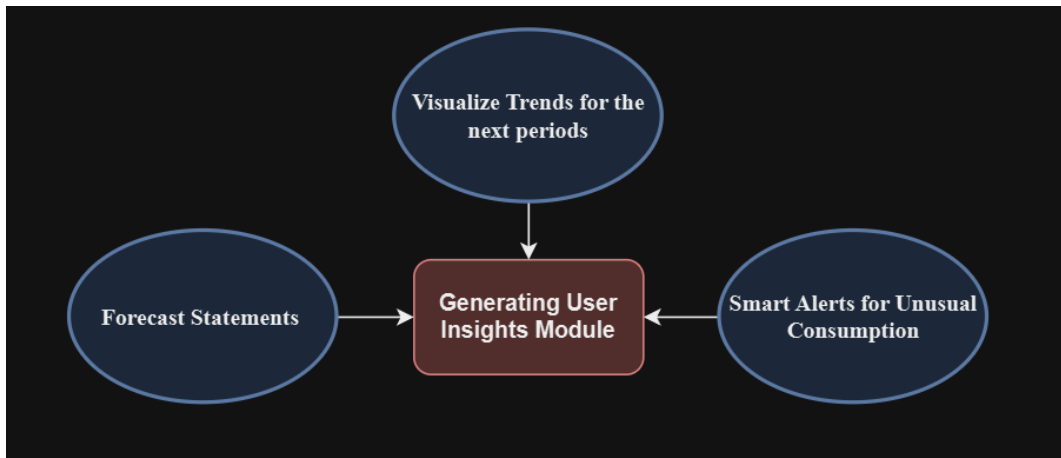 Visualize Trends for the
next periods
Forecast Statements
Generating User
Insights Module
Smart Alerts for Unusual
Consumption